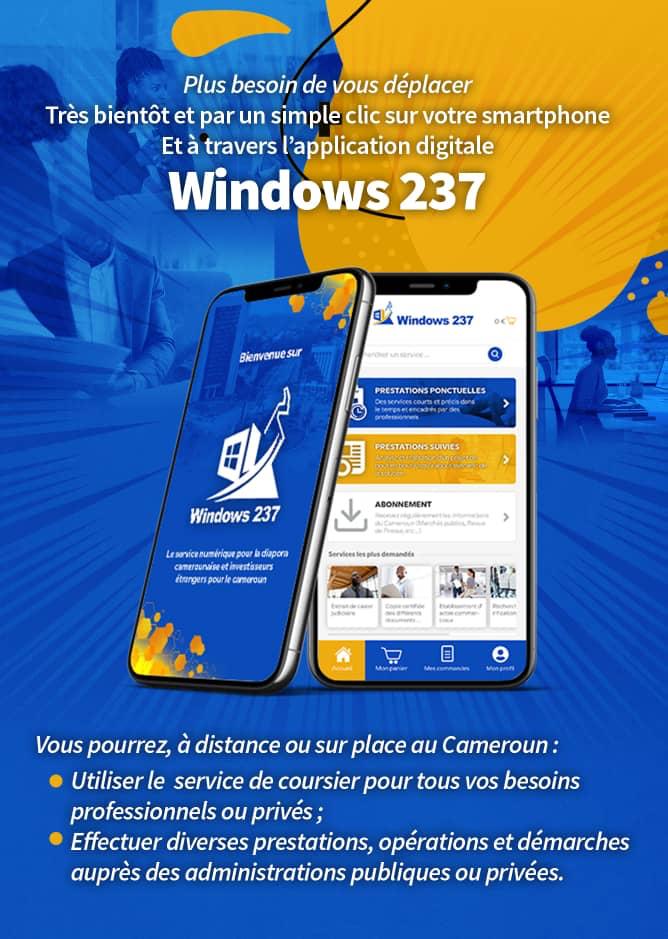 Plus besoin de vous déplacer
Très bientôt et par un simple clic sur votre smartphone
Et à travers l'application digitale
Windows 237
Bienvenue sur
Windows 237
Le service numérique pour la diapora
camerounaise et investisseurs
étrangers pour le cameroun
Windows 237
0 €
un service ...
PRESTATIONS PONCTUELLES
Des services courts et précis dans
le temps et encadrés par des
professionnels
PRESTATIONS SUIVIES
ABONNEMENT
Recevez régulièrement les informations
du Cameroun (Marchés publics, Revue
de Presse, etc...)
Services les plus demandés
Extrait de casier
judiciaire
Copie certifiée
des différents
documents ...
Etablissement d'
actes commer-
ciaux
Accueil
Mon panier
Mes commandes
Mon profil
Vous pourrez, à distance ou sur place au Cameroun :
Utiliser le service de coursier pour tous vos besoins
professionnels ou privés ;
Effectuer diverses prestations, opérations et démarches
auprès des administrations publiques ou privées.